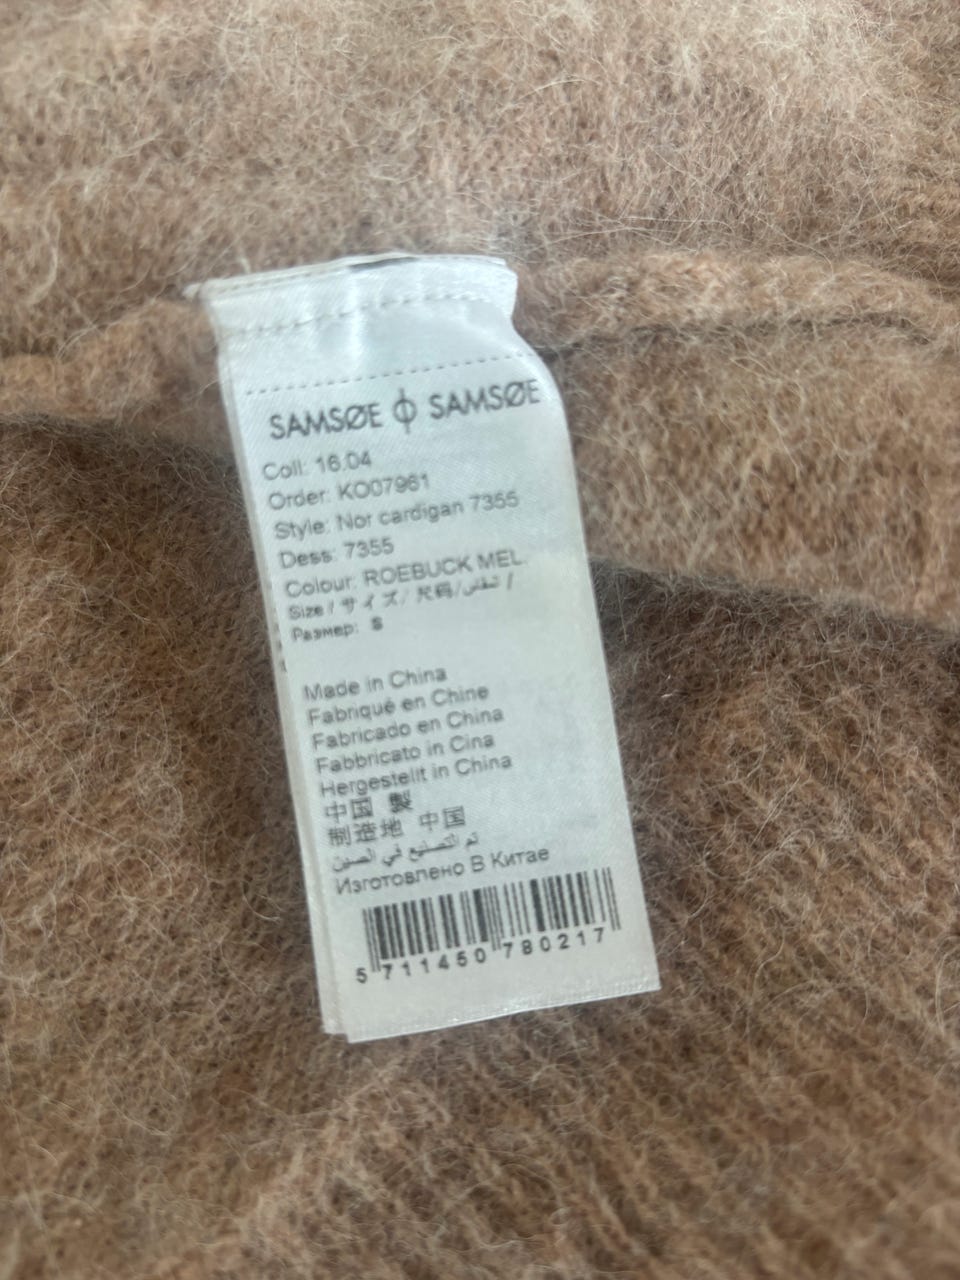 SAMSØE ϕ SAMSØE
Coll: 16.04
Order: KO07961
Style: Nor cardigan 7355
Dess: 7355
Colour: ROEBUCK MEL.
Size / サイズ/ 尺码/ /
Размер: S
Made in China
Fabriqué en Chine
Fabricado en China
Fabbricato in Cina
Hergestellt in China
中国 製
制造地 中国
تم التصنيع في الصين
Изготовлено В Китае
5 711450 780217